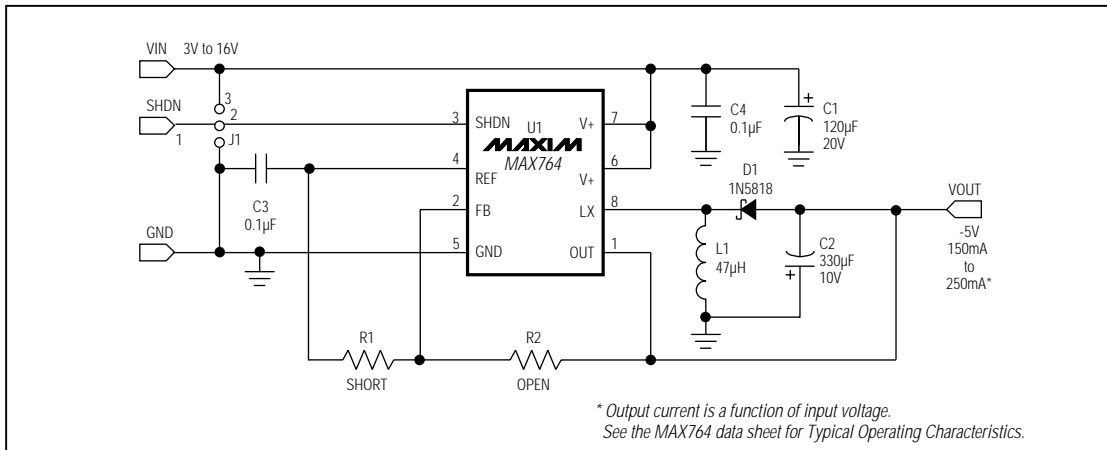 VIN 3V to 16V
3
SHDN
2
1
J1
C3
0.1µF
GND
3 SHDN
4 REF
2 FB
5 GND
U1
MAXIM
MAX764
V+ 7
V+ 6
LX 8
OUT 1
C4
0.1µF
+
C1
120µF
20V
D1
1N5818
L1
47µH
C2
330µF
10V
+
VOUT
-5V
150mA
to
250mA*
R1
SHORT
R2
OPEN
* Output current is a function of input voltage.
See the MAX764 data sheet for Typical Operating Characteristics.